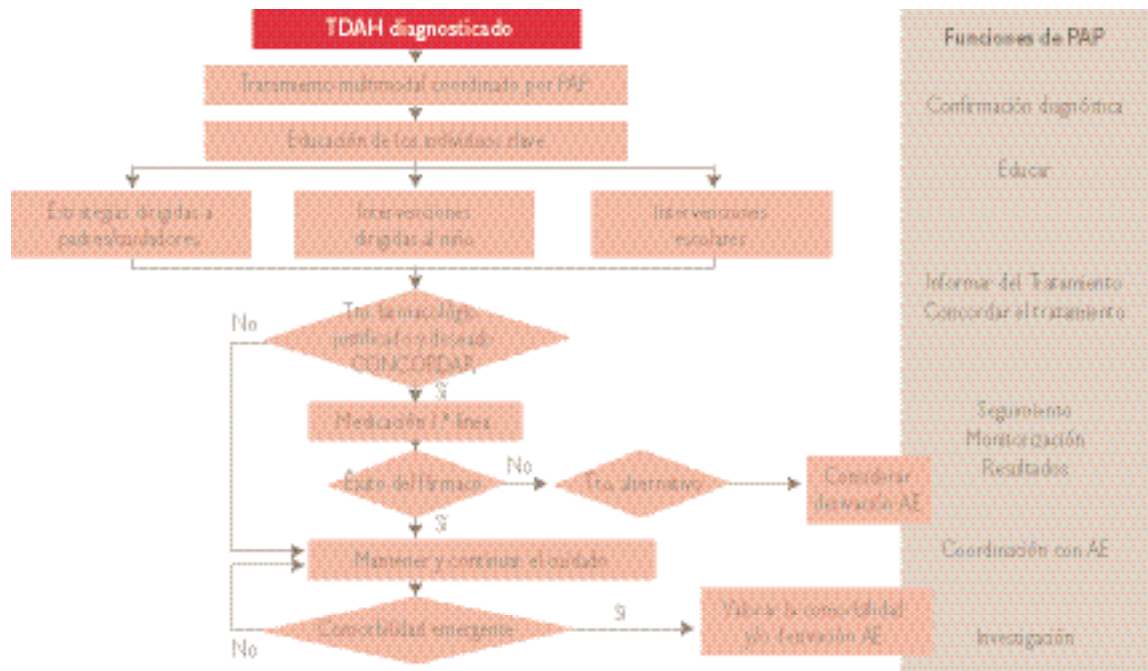 TDAH diagnosticado
Tratamiento multimodal coordinado por PAP
Educación de los individuos clave
Estrategias dirigidas a
padres/cuidadores
Intervenciones
dirigidas al niño
Intervenciones
escolares
No
Tto. farmacológico
justificado y deseado
CONCORDAR
Sí
Medicación 1.ª línea
Éxito del fármaco
No
Tto. alternativo
Considerar
derivación AE
Sí
Mantener y continuar el cuidado
Comorbilidad emergente
Sí
Valorar la comorbilidad
y/o derivación AE
No
Funciones de PAP
Confirmación diagnóstica
Educar
Informar del Tratamiento
Concordar el tratamiento
Seguimiento
Monitorización
Resultados
Coordinación con AE
Investigación